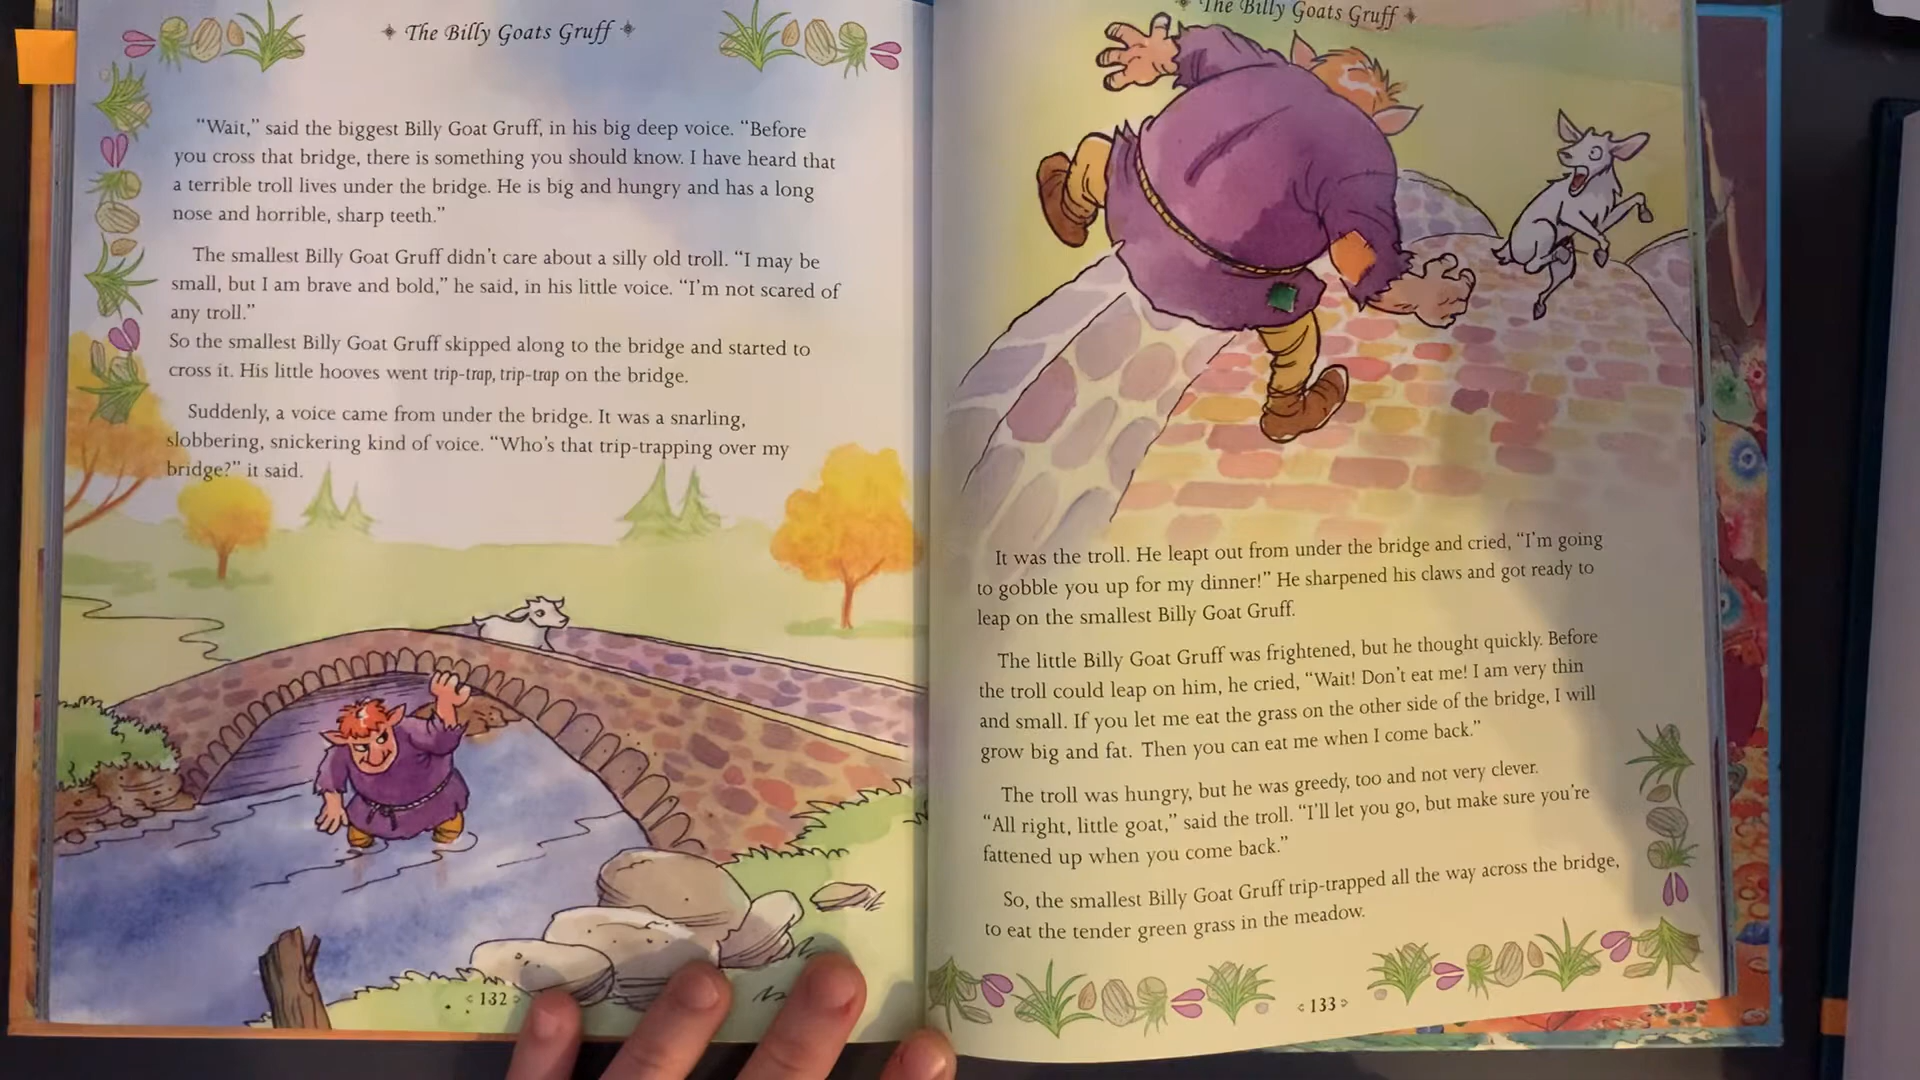 The Billy Goats Gruff
"Wait," said the biggest Billy Goat Gruff, in his big deep voice. "Before
you cross that bridge, there is something you should know. I have heard that
a terrible troll lives under the bridge. He is big and hungry and has a long
nose and horrible, sharp teeth."
The smallest Billy Goat Gruff didn't care about a silly old troll. "I may be
small, but I am brave and bold," he said, in his little voice. "I'm not scared of
any troll."
So the smallest Billy Goat Gruff skipped along to the bridge and started to
cross it. His little hooves went trip-trap, trip-trap on the bridge.
Suddenly, a voice came from under the bridge. It was a snarling,
slobbering, snickering kind of voice. "Who's that trip-trapping over my
bridge?" it said.
132
The Billy Goats Gruff
It was the troll. He leapt out from under the bridge and cried, "I'm going
to gobble you up for my dinner!" He sharpened his claws and got ready to
leap on the smallest Billy Goat Gruff.
The little Billy Goat Gruff was frightened, but he thought quickly. Before
the troll could leap on him, he cried, "Wait! Don't eat me! I am very thin
and small. If you let me eat the grass on the other side of the bridge, I will
grow big and fat. Then you can eat me when I come back."
The troll was hungry, but he was greedy, too and not very clever.
"All right, little goat," said the troll. "I'll let you go, but make sure you're
fattened up when you come back."
So, the smallest Billy Goat Gruff trip-trapped all the way across the bridge,
to eat the tender green grass in the meadow.
133